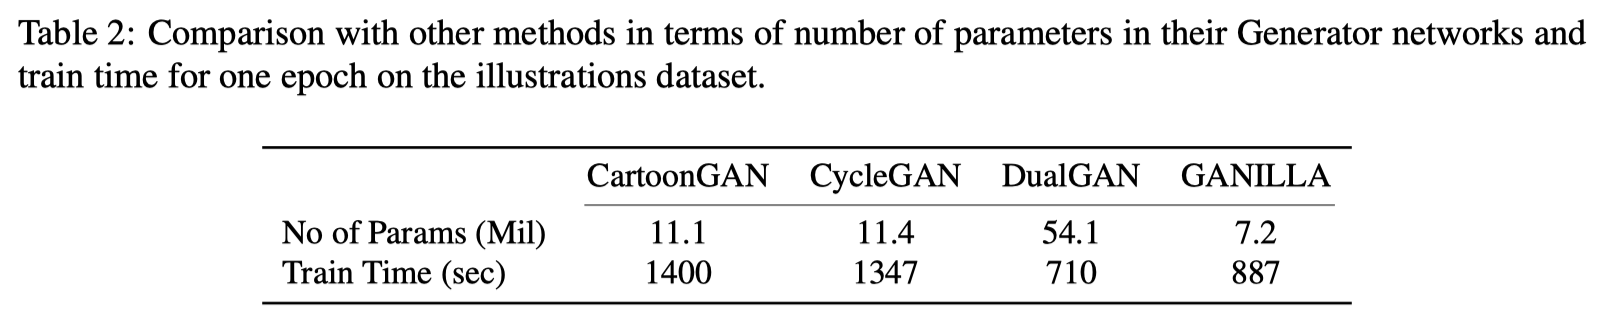 Table 2: Comparison with other methods in terms of number of parameters in their Generator networks and
train time for one epoch on the illustrations dataset.
CartoonGAN CycleGAN DualGAN GANILLA
No of Params (Mil) 11.1 11.4 54.1 7.2
Train Time (sec) 1400 1347 710 887